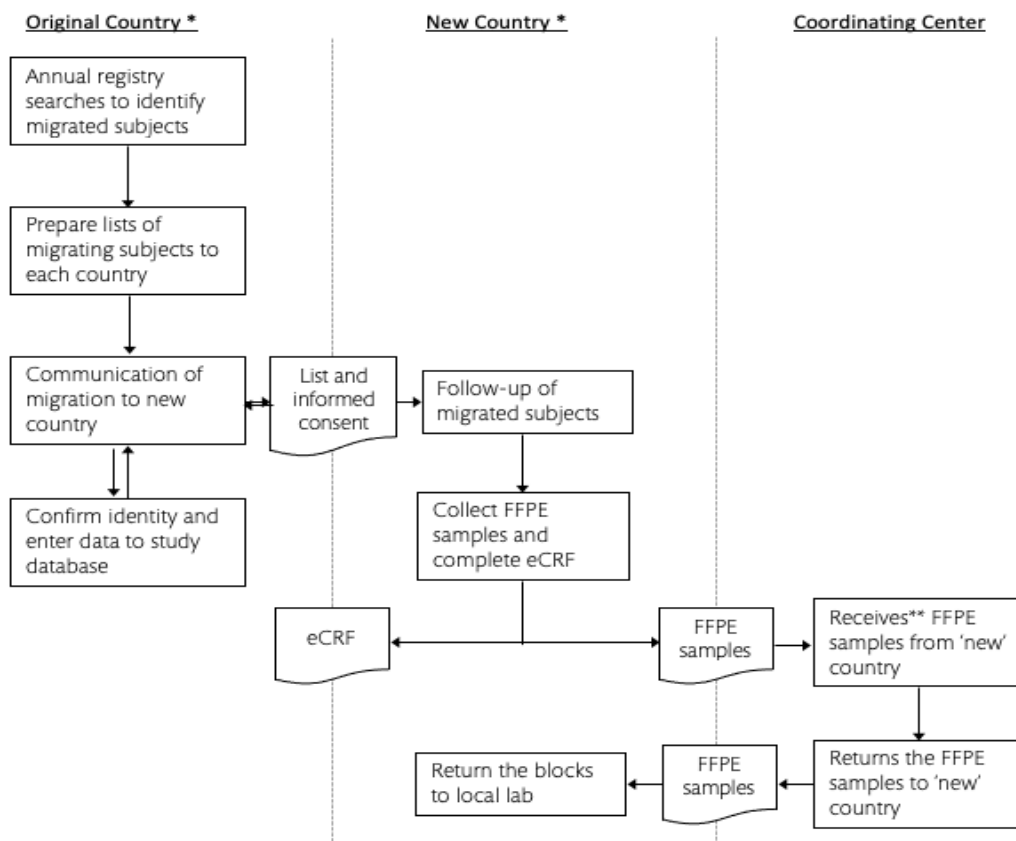 Original Country *
New Country *
Coordinating Center
Annual registry
searches to identify
migrated subjects
Prepare lists of
migrating subjects to
each country
Communication of
migration to new
country
List and
informed
consent
Follow-up of
migrated subjects
Confirm identity and
enter data to study
database
Collect FFPE
samples and
complete eCRF
eCRF
FFPE
samples
Receives** FFPE
samples from ‘new’
country
Return the blocks
to local lab
FFPE
samples
Returns the FFPE
samples to ‘new’
country